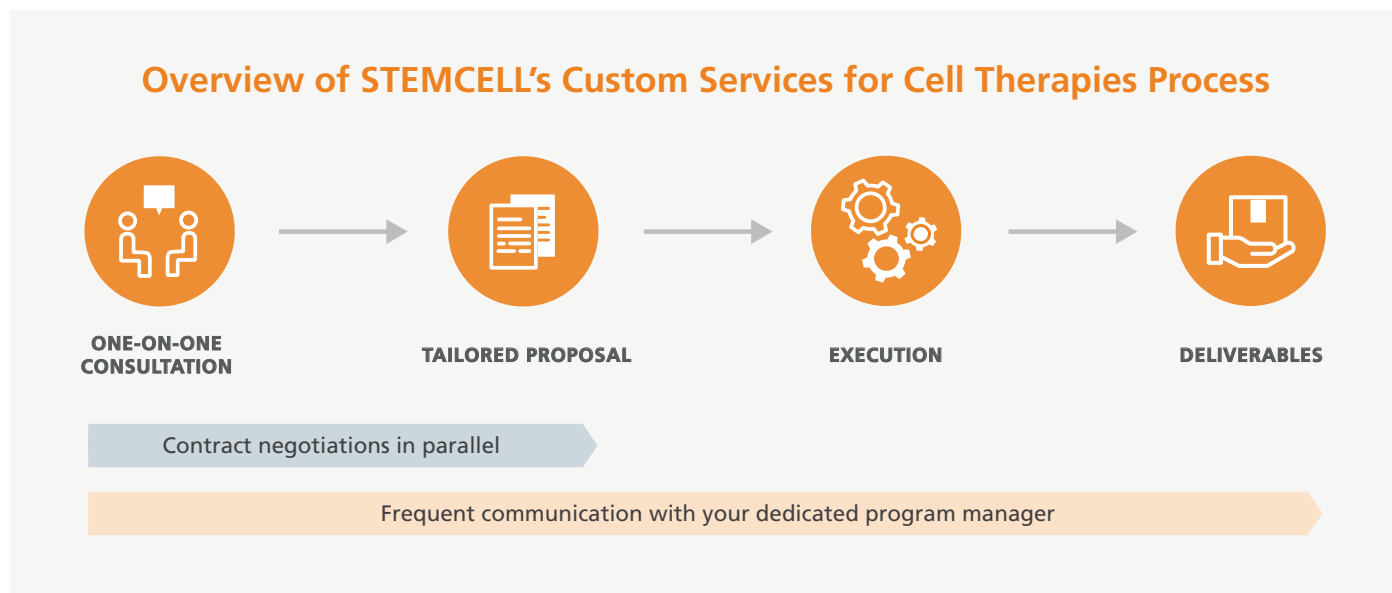 Overview of STEMCELL’s Custom Services for Cell Therapies Process
ONE-ON-ONE
CONSULTATION
TAILORED PROPOSAL
EXECUTION
DELIVERABLES
Contract negotiations in parallel
Frequent communication with your dedicated program manager